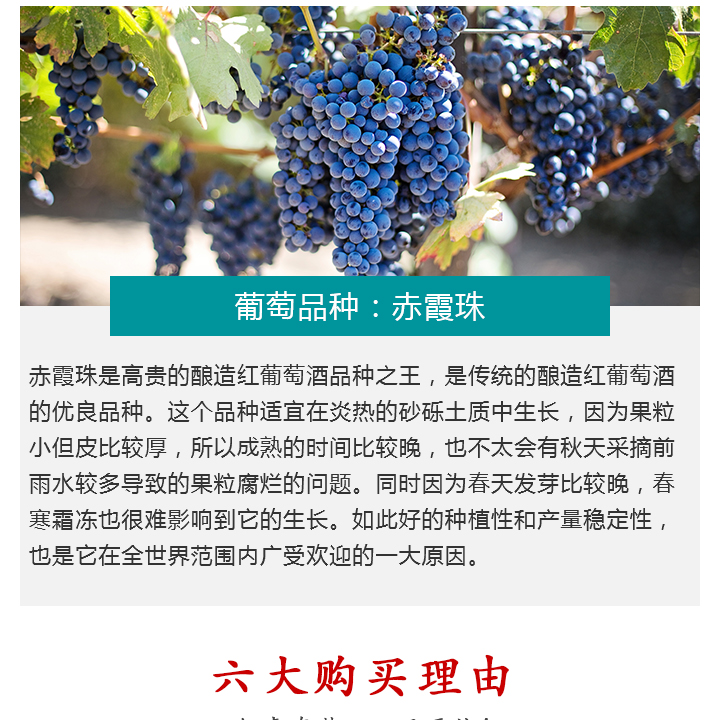 葡萄品种：赤霞珠
赤霞珠是高贵的酿造红葡萄酒品种之王，是传统的酿造红葡萄酒
的优良品种。这个品种适宜在炎热的砂砾土质中生长，因为果粒
小但皮比较厚，所以成熟的时间比较晚，也不太会有秋天采摘前
雨水较多导致的果粒腐烂的问题。同时因为春天发芽比较晚，春
寒霜冻也很难影响到它的生长。如此好的种植性和产量稳定性，
也是它在全世界范围内广受欢迎的一大原因。
六大购买理由